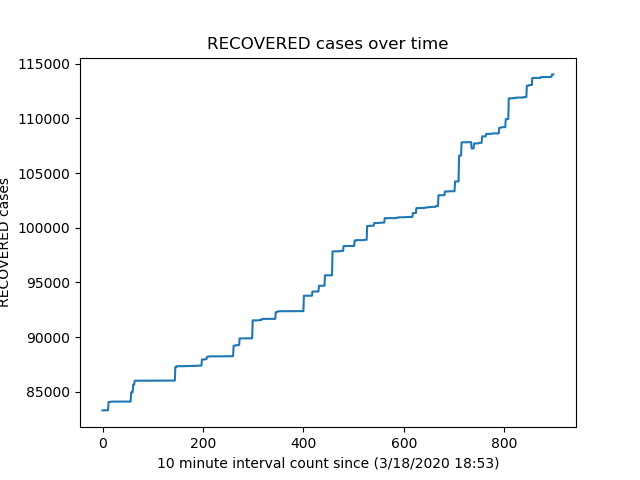 RECOVERED cases over time
115000
110000
105000
100000
95000
90000
85000
RECOVERED cases
0 200 400 600 800
10 minute interval count since (3/18/2020 18:53)